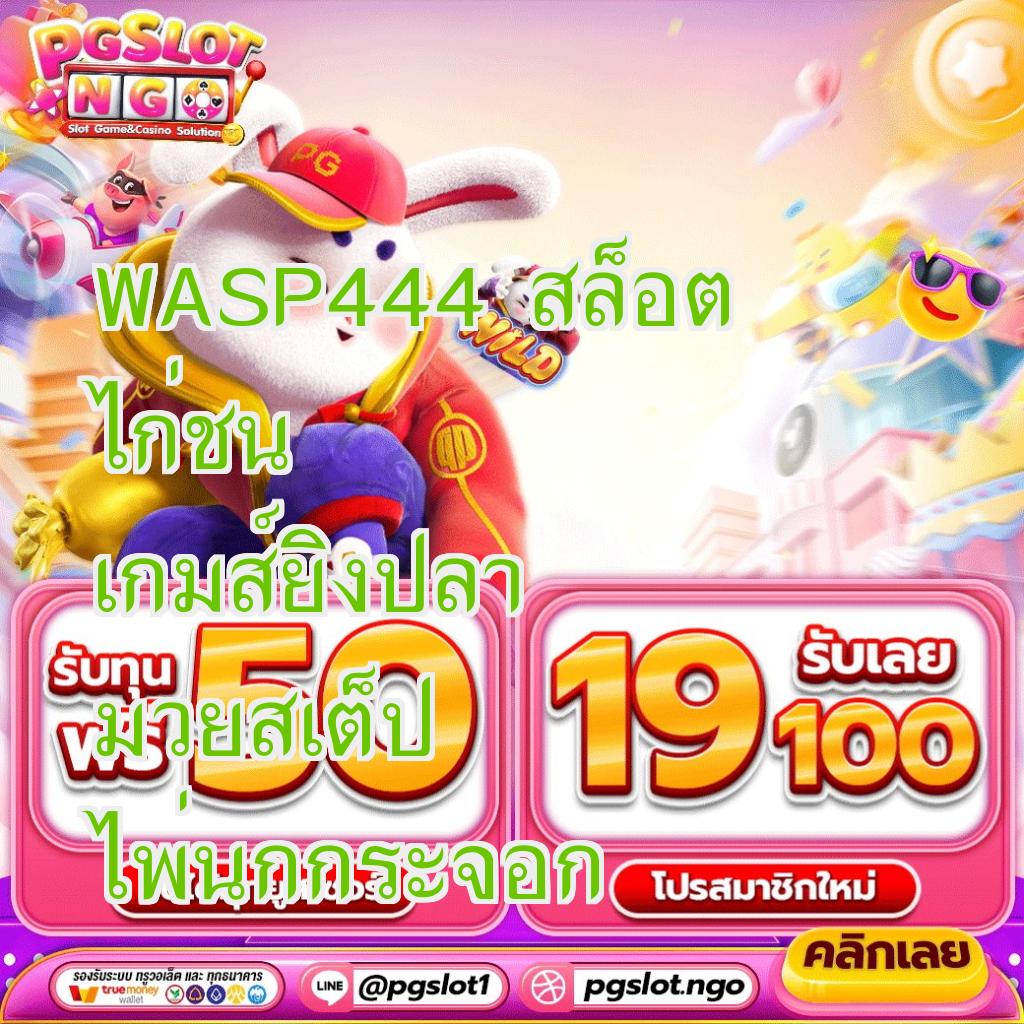 PGSLOT
NGO
Slot Game&Casino Solution
PG
WASP444 สล็อต
WILD
ไก่ชน
เกมส์ยิงปลา
รับทุน
ฟรี 50
19 รับเลย
100
มวยสเต็ป
ไพ่นกกระจอก
โปรสมาชิกใหม่
คลิกเลย
รองรับระบบ ทรูวอเล็ต และ ทุกธนาคาร
truemoney
wallet
LINE @pgslot1
pgslot.ngo